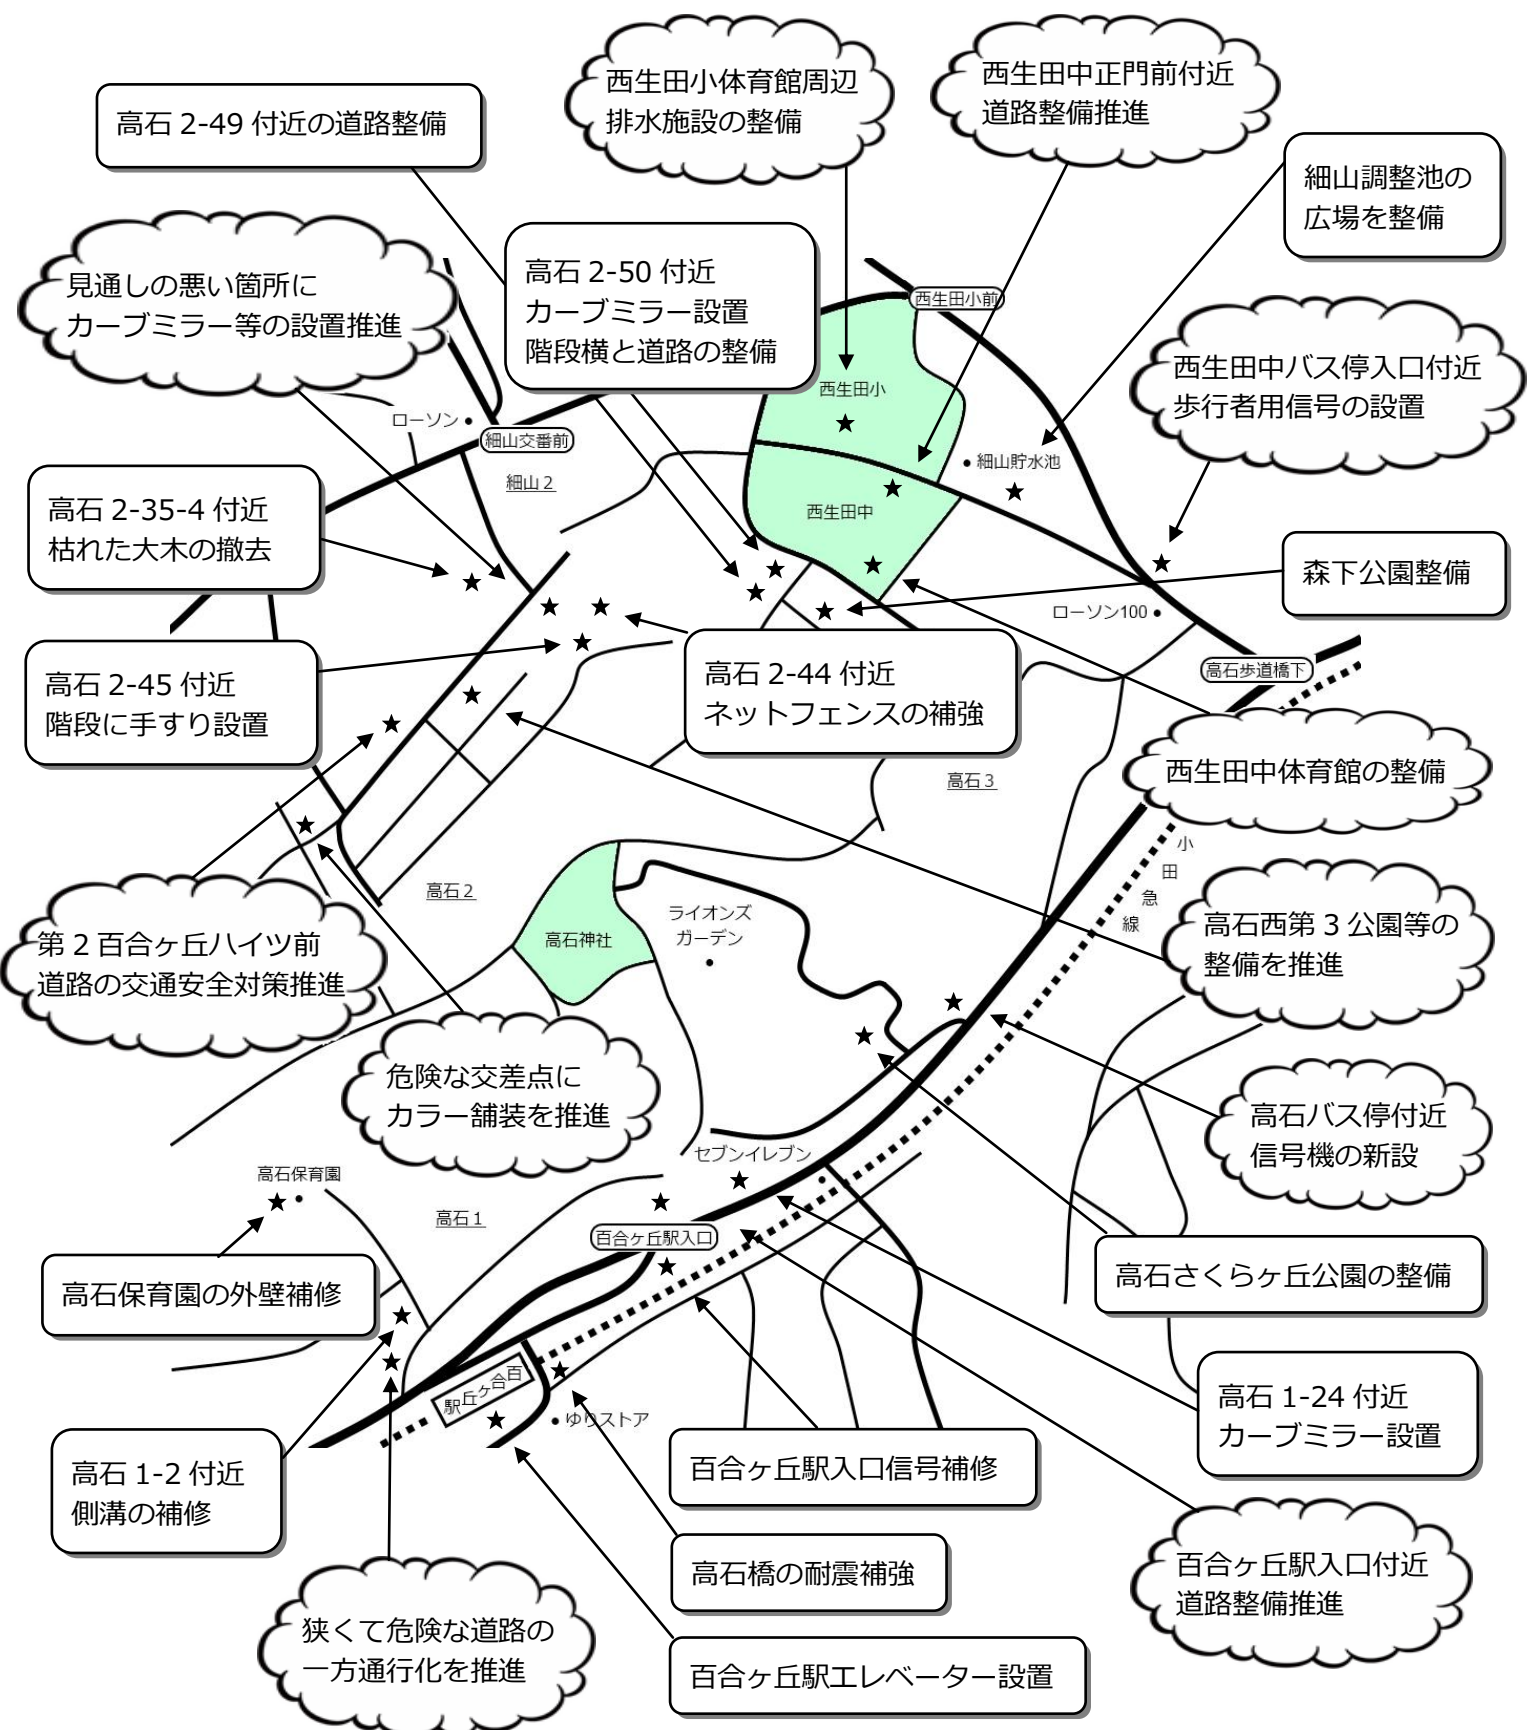 西生田小体育館周辺
排水施設の整備
西生田中正門前付近
道路整備推進
高石 2-49 付近の道路整備
細山調整池の
広場を整備
見通しの悪い箇所に
カーブミラー等の設置推進
高石 2-50 付近
カーブミラー設置
階段横と道路の整備
西生田小前
西生田中バス停入口付近
歩行者用信号の設置
西生田小
ローソン
細山交番前
細山貯水池
細山2
西生田中
高石 2-35-4 付近
枯れた大木の撤去
森下公園整備
ローソン100
高石歩道橋下
高石 2-45 付近
階段に手すり設置
高石 2-44 付近
ネットフェンスの補強
西生田中体育館の整備
高石3
小田急線
高石2
高石神社
ライオンズ
ガーデン
高石西第3公園等の
整備を推進
第2百合ヶ丘ハイツ前
道路の交通安全対策推進
危険な交差点に
カラー舗装を推進
高石バス停付近
信号機の新設
セブンイレブン
高石保育園
高石1
百合ヶ丘駅入口
高石保育園の外壁補修
高石さくらヶ丘公園の整備
百合ヶ丘駅
ゆりストア
高石 1-24 付近
カーブミラー設置
高石 1-2 付近
側溝の補修
百合ヶ丘駅入口信号補修
高石橋の耐震補強
百合ヶ丘駅入口付近
道路整備推進
狭くて危険な道路の
一方通行化を推進
百合ヶ丘駅エレベーター設置